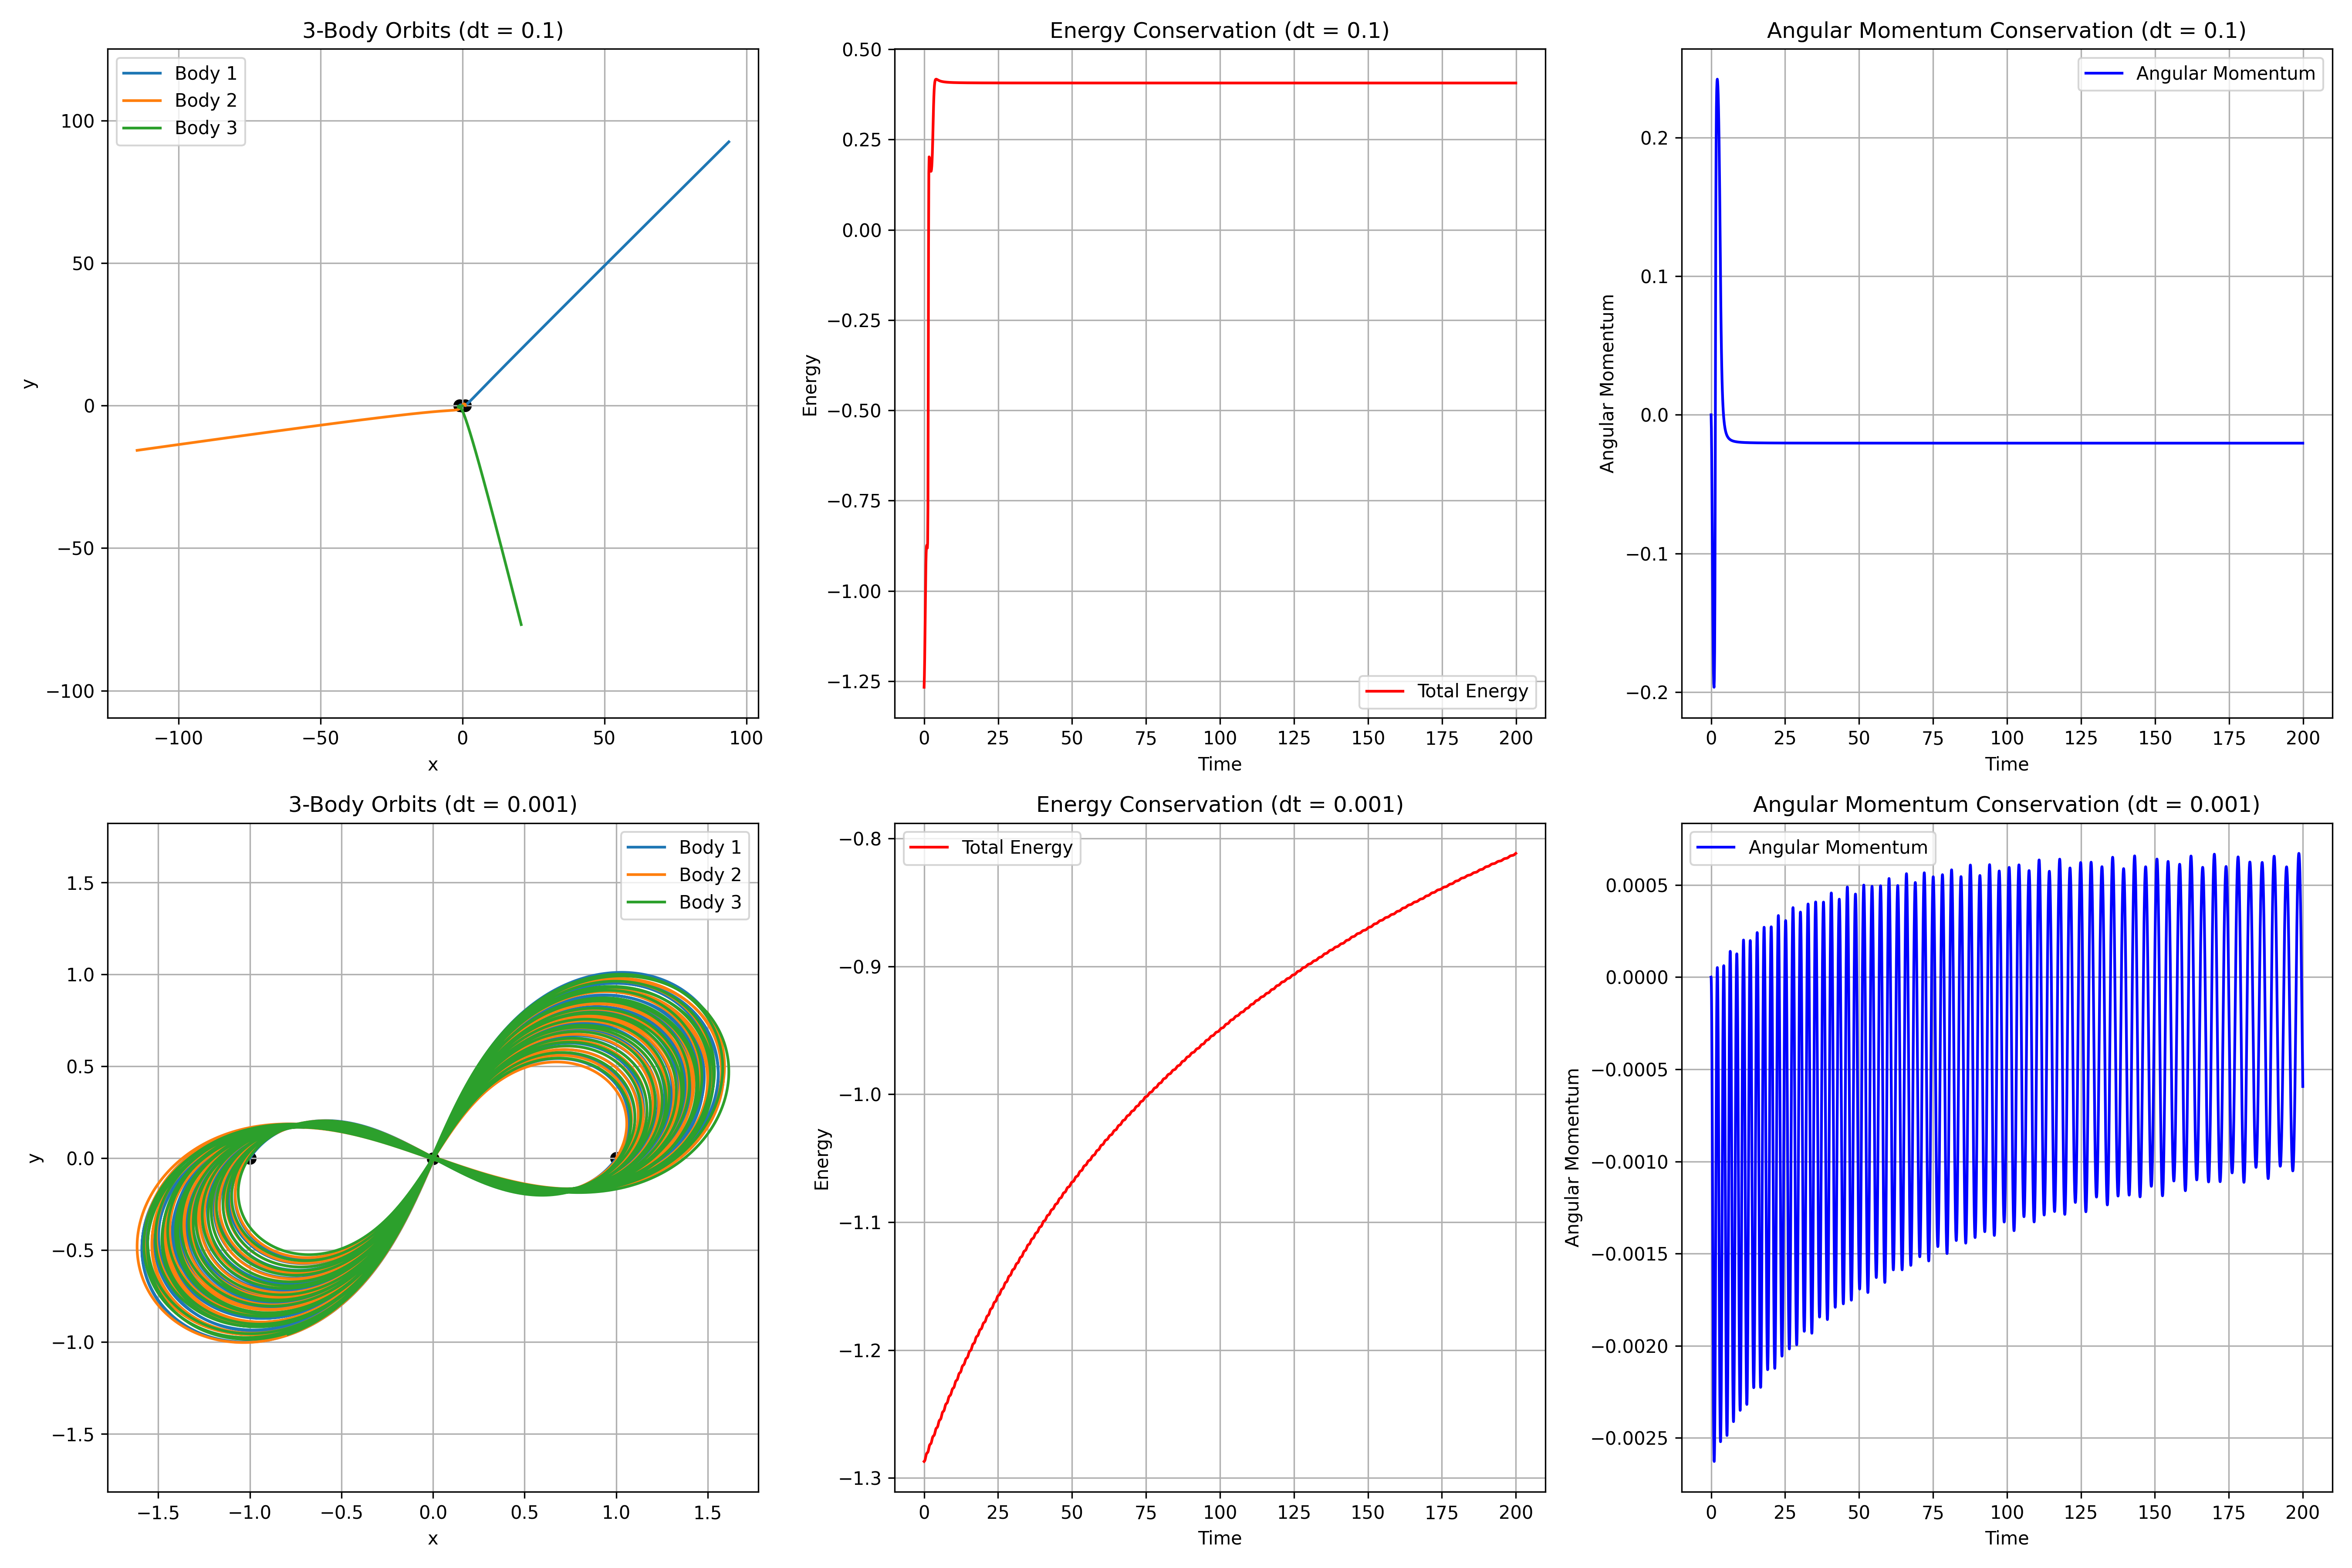 3-Body Orbits (dt = 0.1)
Body 1
Body 2
Body 3
100
50
0
−50
−100
y
−100 −50 0 50 100
x
Energy Conservation (dt = 0.1)
0.50
0.25
0.00
−0.25
−0.50
−0.75
−1.00
−1.25
Energy
Total Energy
0 25 50 75 100 125 150 175 200
Time
Angular Momentum Conservation (dt = 0.1)
Angular Momentum
0.2
0.1
0.0
−0.1
−0.2
Angular Momentum
0 25 50 75 100 125 150 175 200
Time
3-Body Orbits (dt = 0.001)
Body 1
Body 2
Body 3
1.5
1.0
0.5
0.0
−0.5
−1.0
−1.5
y
−1.5 −1.0 −0.5 0.0 0.5 1.0 1.5
x
Energy Conservation (dt = 0.001)
Total Energy
−0.8
−0.9
−1.0
−1.1
−1.2
−1.3
Energy
0 25 50 75 100 125 150 175 200
Time
Angular Momentum Conservation (dt = 0.001)
Angular Momentum
0.0005
0.0000
−0.0005
−0.0010
−0.0015
−0.0020
−0.0025
Angular Momentum
0 25 50 75 100 125 150 175 200
Time